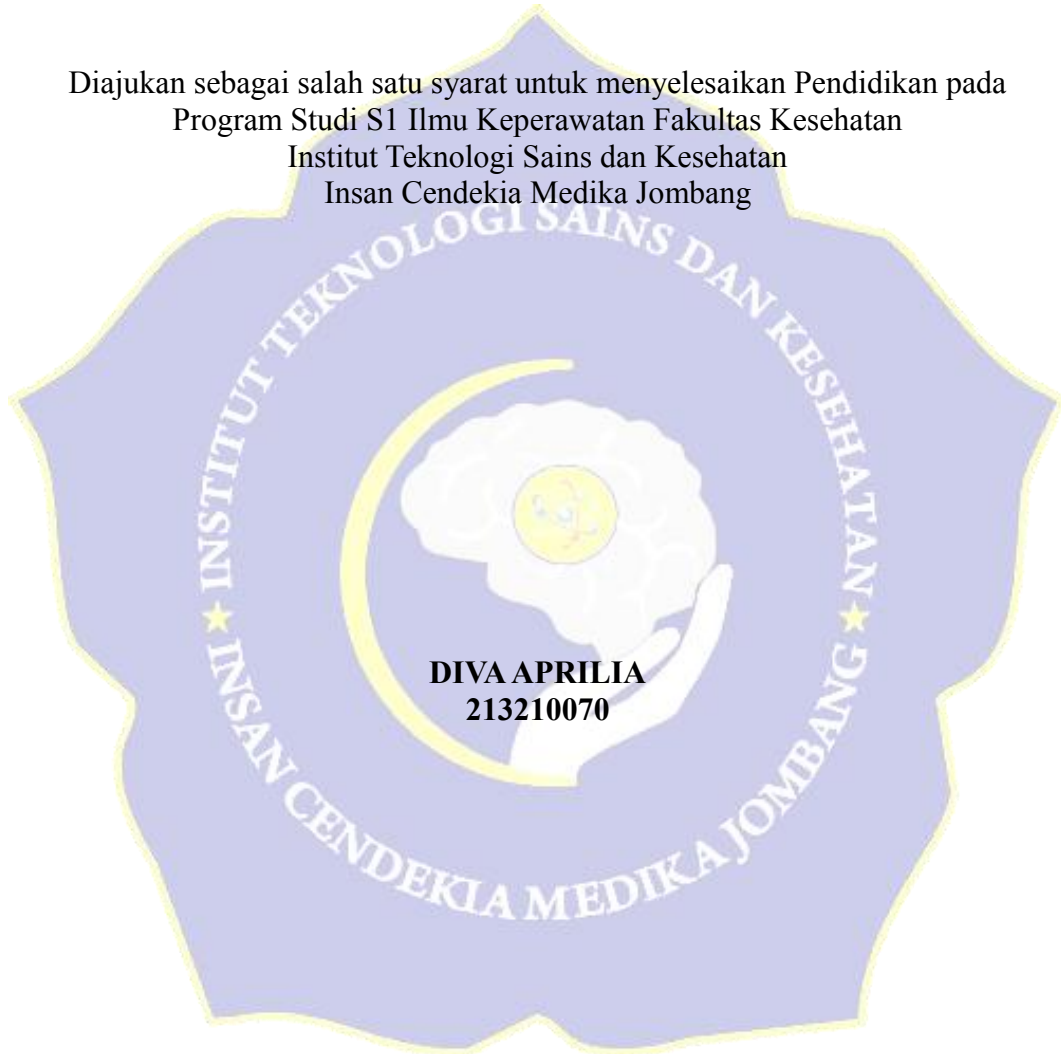 Diajukan sebagai salah satu syarat untuk menyelesaikan Pendidikan pada
Program Studi S1 Ilmu Keperawatan Fakultas Kesehatan
Institut Teknologi Sains dan Kesehatan
Insan Cendekia Medika Jombang
INSTITUT TEKNOLOGI SAINS DAN KESEHATAN
DIVA APRILIA
213210070
INSAN CENDEKIA MEDIKA JOMBANG